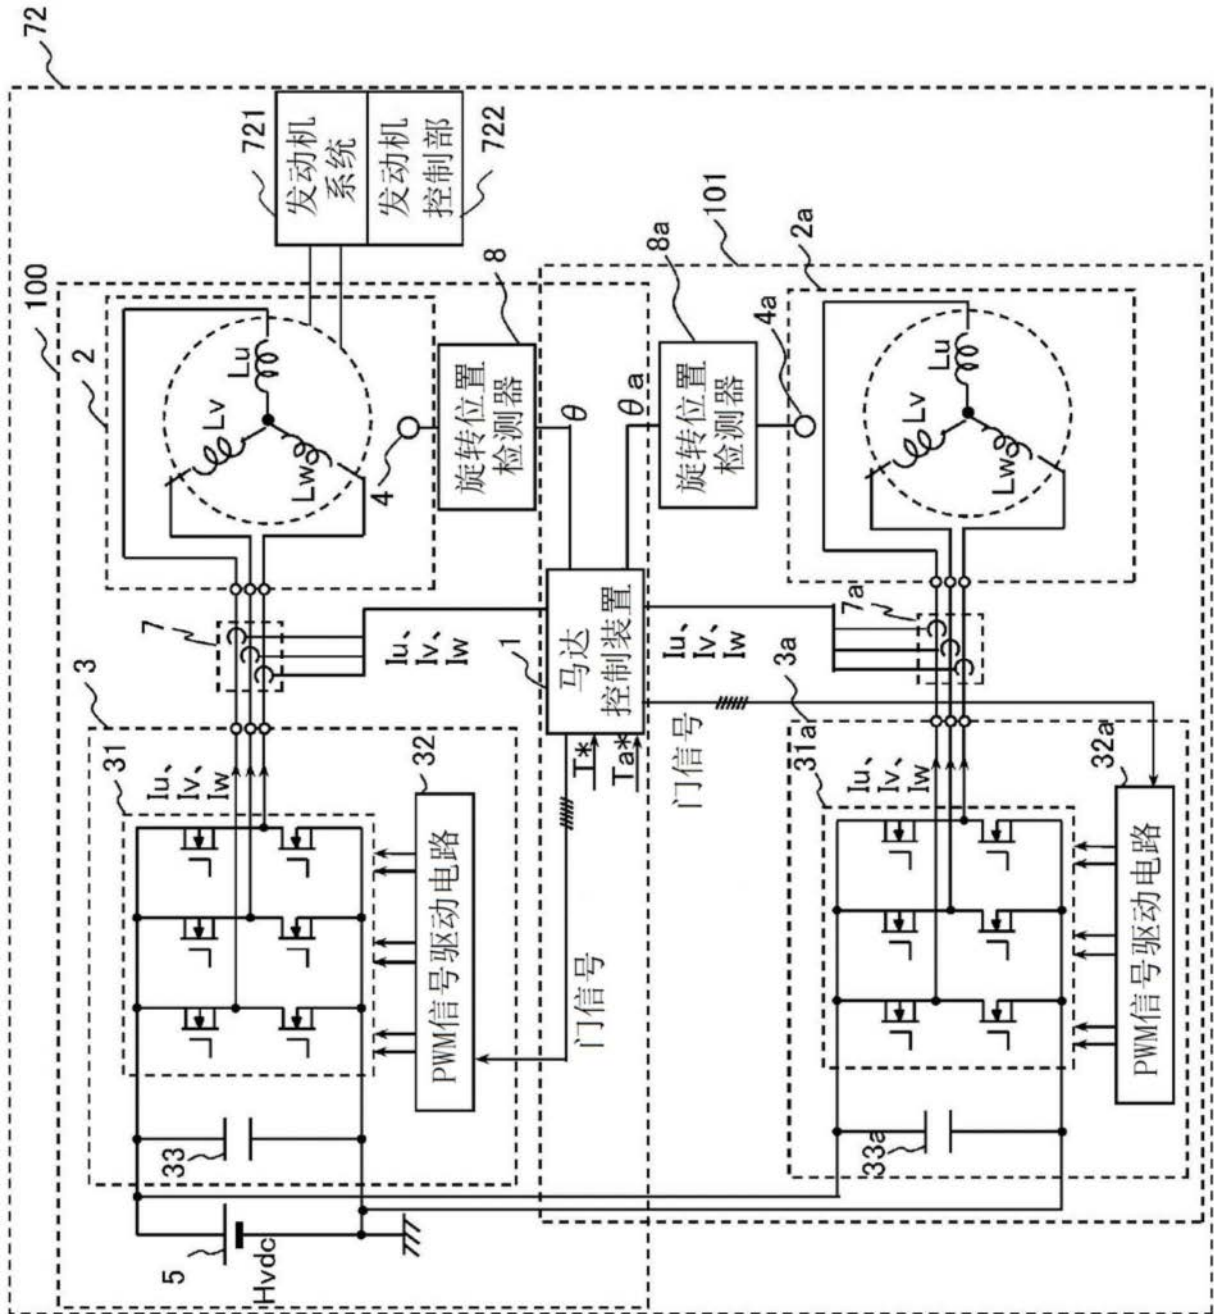 72
100
2
721
发动机
系统
发动机
控制部
722
Lu
Lv
Lw
4
8
旋转位置
检测器
θ
7
Iu、
Iv、
Iw
3
31
Iu、
Iv、
Iw
32
PWM信号驱动电路
33
5
Hvdc
门信号
1
马达
控制装置
T*
Ta*
门信号
101
2a
8a
旋转位置
检测器
θa
4a
Lu
Lv
Lw
7a
Iu、
Iv、
Iw
3a
31a
Iu、
Iv、
Iw
32a
PWM信号驱动电路
33a